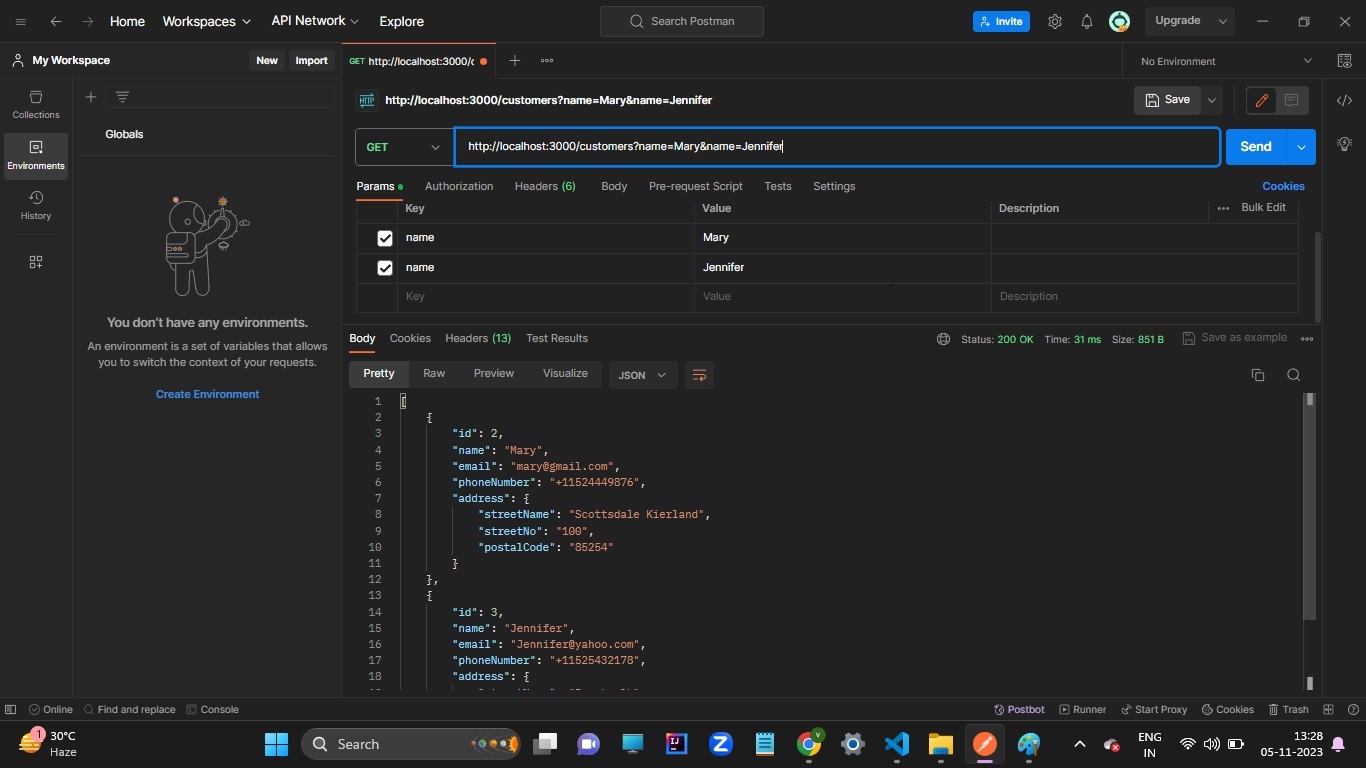 Home Workspaces API Network Explore Search Postman Invite Upgrade
My Workspace New Import GET http://localhost:3000/c No Environment
Collections
Environments
History
Globals
You don't have any environments.
An environment is a set of variables that allows
you to switch the context of your requests.
Create Environment
HTTP http://localhost:3000/customers?name=Mary&name=Jennifer Save
GET http://localhost:3000/customers?name=Mary&name=Jennifer Send
Params Authorization Headers (6) Body Pre-request Script Tests Settings Cookies
Key Value Description Bulk Edit
name Mary
name Jennifer
Key Value Description
Body Cookies Headers (13) Test Results Status: 200 OK Time: 31 ms Size: 851 B Save as example
Pretty Raw Preview Visualize JSON
1 [
2 {
3 "id": 2,
4 "name": "Mary",
5 "email": "mary@gmail.com",
6 "phoneNumber": "+11524449876",
7 "address": {
8 "streetName": "Scottsdale Kierland",
9 "streetNo": "100",
10 "postalCode": "85254"
11 }
12 },
13 {
14 "id": 3,
15 "name": "Jennifer",
16 "email": "Jennifer@yahoo.com",
17 "phoneNumber": "+11525432178",
18 "address": {
Online Find and replace Console Postbot Runner Start Proxy Cookies Trash
1 30°C
Haze
Search
ENG
IN
13:28
05-11-2023